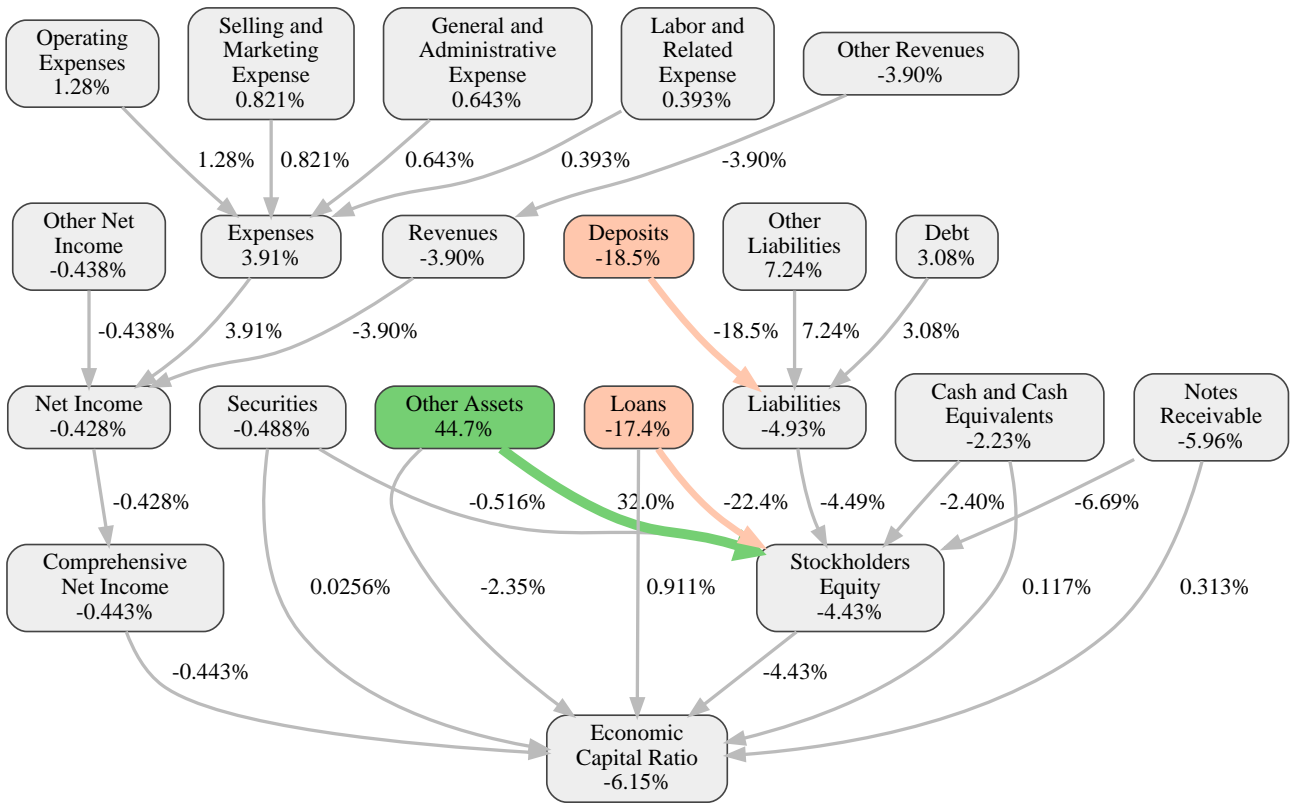 Operating
Expenses
1.28%
Selling and
Marketing
Expense
0.821%
General and
Administrative
Expense
0.643%
Labor and
Related
Expense
0.393%
Other Revenues
-3.90%
1.28%
0.821%
0.643%
0.393%
-3.90%
Other Net
Income
-0.438%
Expenses
3.91%
Revenues
-3.90%
Deposits
-18.5%
Other
Liabilities
7.24%
Debt
3.08%
-0.438%
3.91%
-3.90%
-18.5%
7.24%
3.08%
Net Income
-0.428%
Securities
-0.488%
Other Assets
44.7%
Loans
-17.4%
Liabilities
-4.93%
Cash and Cash
Equivalents
-2.23%
Notes
Receivable
-5.96%
-0.428%
-0.516%
32.0%
-22.4%
-4.49%
-2.40%
-6.69%
Comprehensive
Net Income
-0.443%
0.0256%
-2.35%
0.911%
Stockholders
Equity
-4.43%
0.117%
0.313%
-0.443%
-4.43%
Economic
Capital Ratio
-6.15%